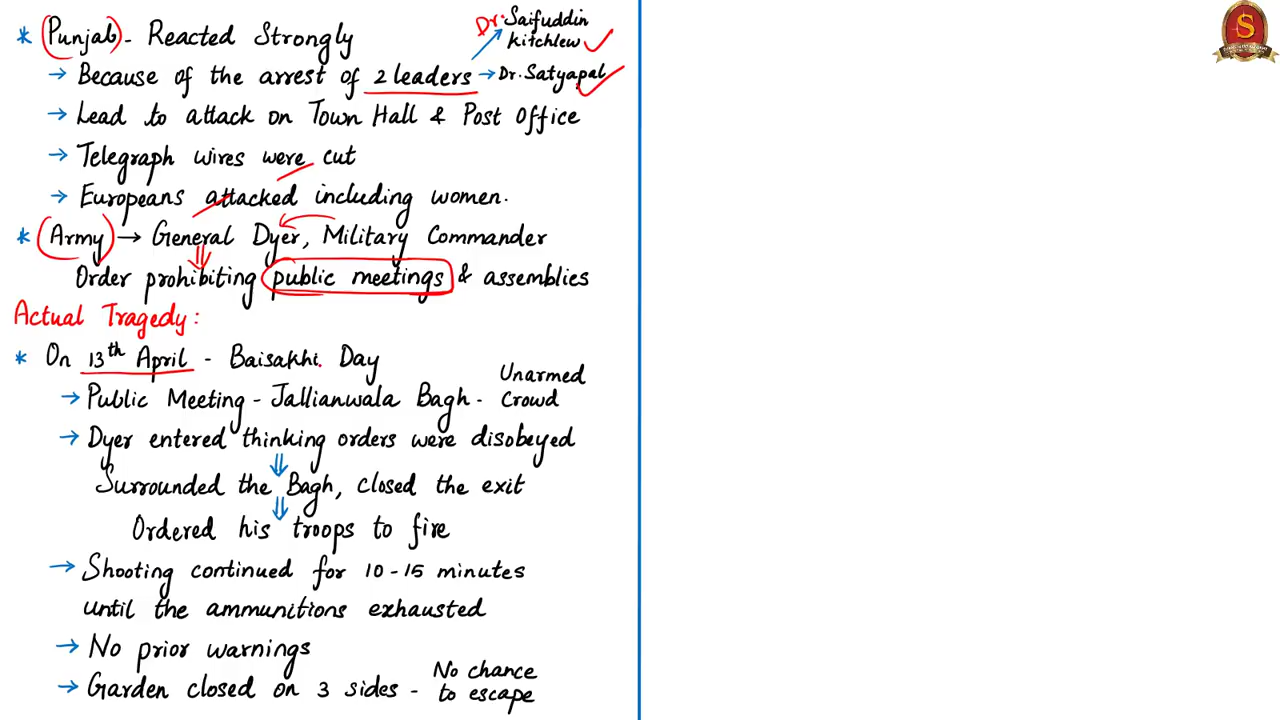 * (Punjab) - Reacted Strongly
Dr. Saifuddin
Kitchlew
→ Because of the arrest of 2 leaders → Dr. Satyapal
→ Lead to attack on Town Hall & Post Office
→ Telegraph wires were cut
→ Europeans attacked including women.
* (Army) → General Dyer, Military Commander
Order prohibiting public meetings & assemblies
Actual Tragedy:
* On 13th April - Baisakhi Day
→ Public Meeting - Jallianwala Bagh - Unarmed
Crowd
→ Dyer entered thinking orders were disobeyed
Surrounded the Bagh, closed the exit
Ordered his troops to fire
→ Shooting continued for 10-15 minutes
until the ammunitions exhausted
→ No prior warnings
→ Garden closed on 3 sides - No chance
to escape
S